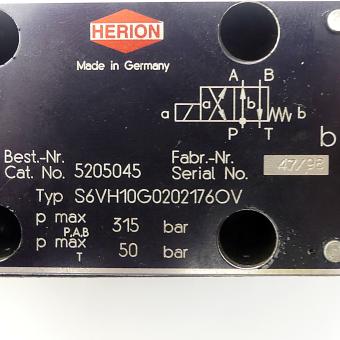 HERION
Made in Germany
A B
a a b b
P T
b
Best.-Nr. Fabr.-Nr.
Cat. No. 5205045 Serial No. 47/98
Typ S6VH10G0202176OV
p max P,A,B 315 bar
p max T 50 bar